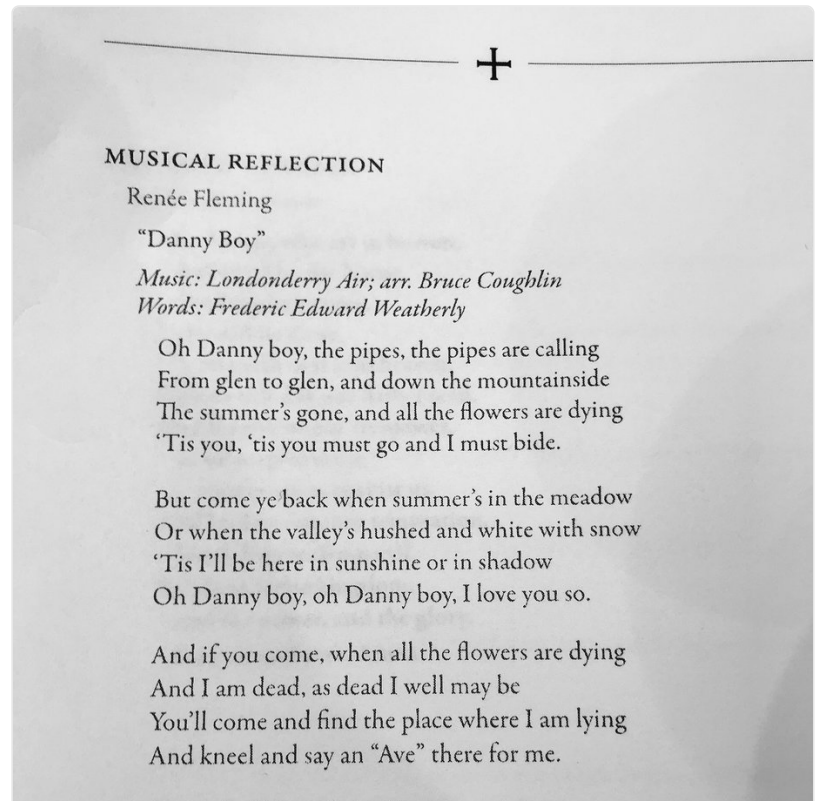 MUSICAL REFLECTION
Renée Fleming
“Danny Boy”
Music: Londonderry Air; arr. Bruce Coughlin
Words: Frederic Edward Weatherly
Oh Danny boy, the pipes, the pipes are calling
From glen to glen, and down the mountainside
The summer’s gone, and all the flowers are dying
‘Tis you, ‘tis you must go and I must bide.
But come ye back when summer’s in the meadow
Or when the valley’s hushed and white with snow
‘Tis I’ll be here in sunshine or in shadow
Oh Danny boy, oh Danny boy, I love you so.
And if you come, when all the flowers are dying
And I am dead, as dead I well may be
You’ll come and find the place where I am lying
And kneel and say an “Ave” there for me.